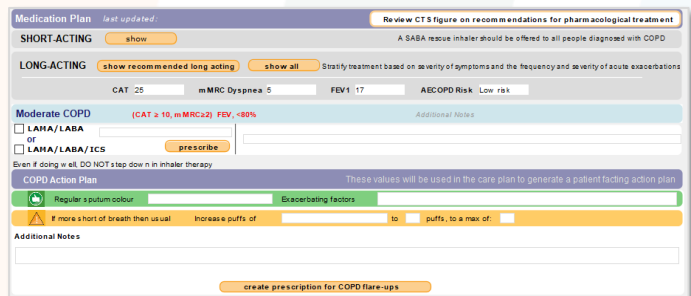 Medication Plan last updated: Review CTS figure on recommendations for pharmacological treatment
SHORT-ACTING show A SABA rescue inhaler should be offered to all people diagnosed with COPD
LONG-ACTING show recommended long acting show all Stratify treatment based on severity of symptoms and the frequency and severity of acute exacerbations
CAT 25 mMRC Dyspnea 5 FEV1 17 AECOPD Risk Low risk
Moderate COPD (CAT ≥ 10, mMRC≥2) FEV, <80% Additional Notes
LAMA/LABA
or
LAMA/LABA/ICS prescribe
Even if doing well, DO NOT step down in inhaler therapy
COPD Action Plan These values will be used in the care plan to generate a patient facting action plan
Regular sputum colour Exacerbating factors
If more short of breath then usual Increase puffs of to puffs, to a max of:
Additional Notes
create prescription for COPD flare-ups